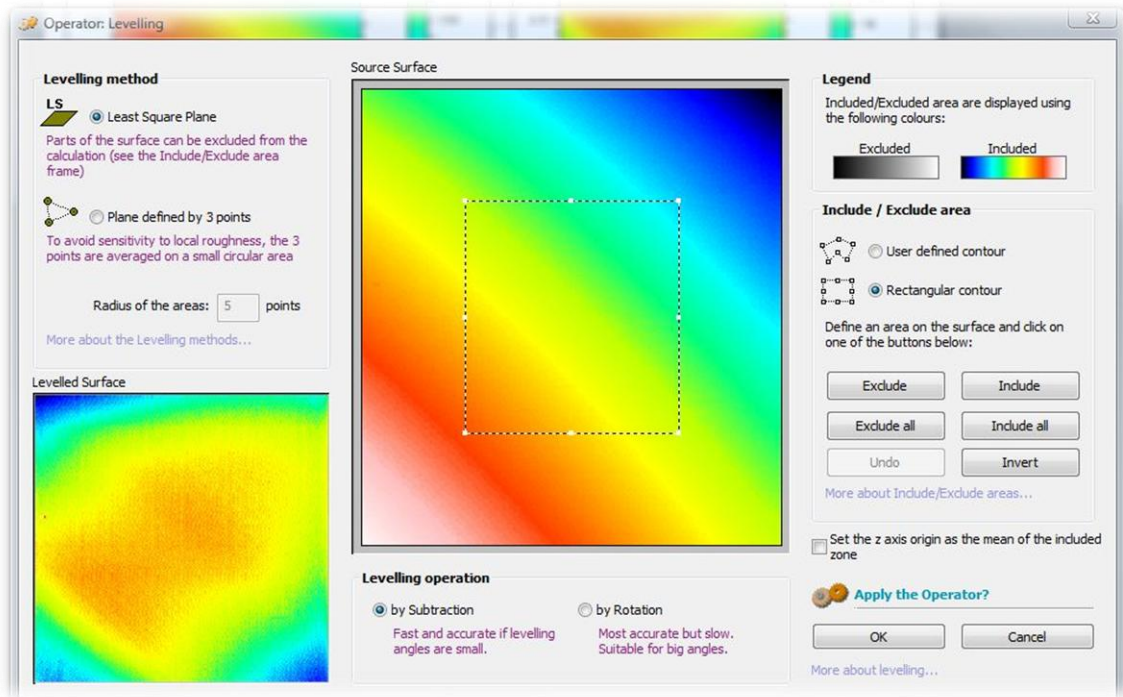 Operator: Levelling
Levelling method
LS
Least Square Plane
Parts of the surface can be excluded from the
calculation (see the Include/Exclude area
frame)
Plane defined by 3 points
To avoid sensitivity to local roughness, the 3
points are averaged on a small circular area
Radius of the areas: 5 points
More about the Levelling methods...
Levelled Surface
Source Surface
Levelling operation
by Subtraction
Fast and accurate if levelling
angles are small.
by Rotation
Most accurate but slow.
Suitable for big angles.
Legend
Included/Excluded area are displayed using
the following colours:
Excluded Included
Include / Exclude area
User defined contour
Rectangular contour
Define an area on the surface and click on
one of the buttons below:
Exclude Include
Exclude all Include all
Undo Invert
More about Include/Exclude areas...
Set the z axis origin as the mean of the included
zone
Apply the Operator?
OK Cancel
More about levelling...